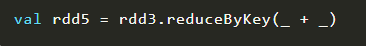 val rdd5 = rdd3.reduceByKey(_ + _)